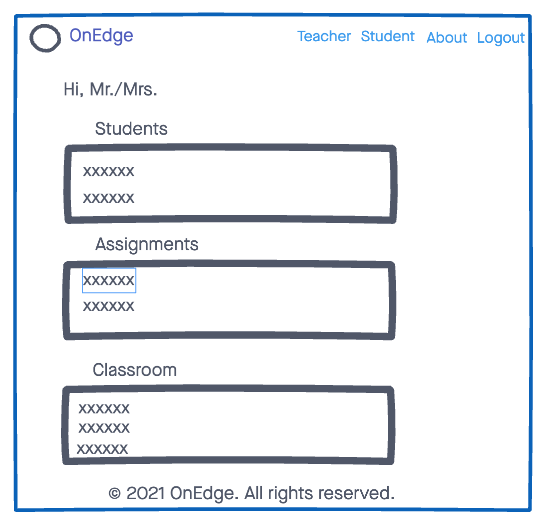 OnEdge Teacher Student About Logout
Hi, Mr./Mrs.
Students
xxxxxx
xxxxxx
Assignments
xxxxxx
xxxxxx
Classroom
xxxxxx
xxxxxx
xxxxxx
© 2021 OnEdge. All rights reserved.